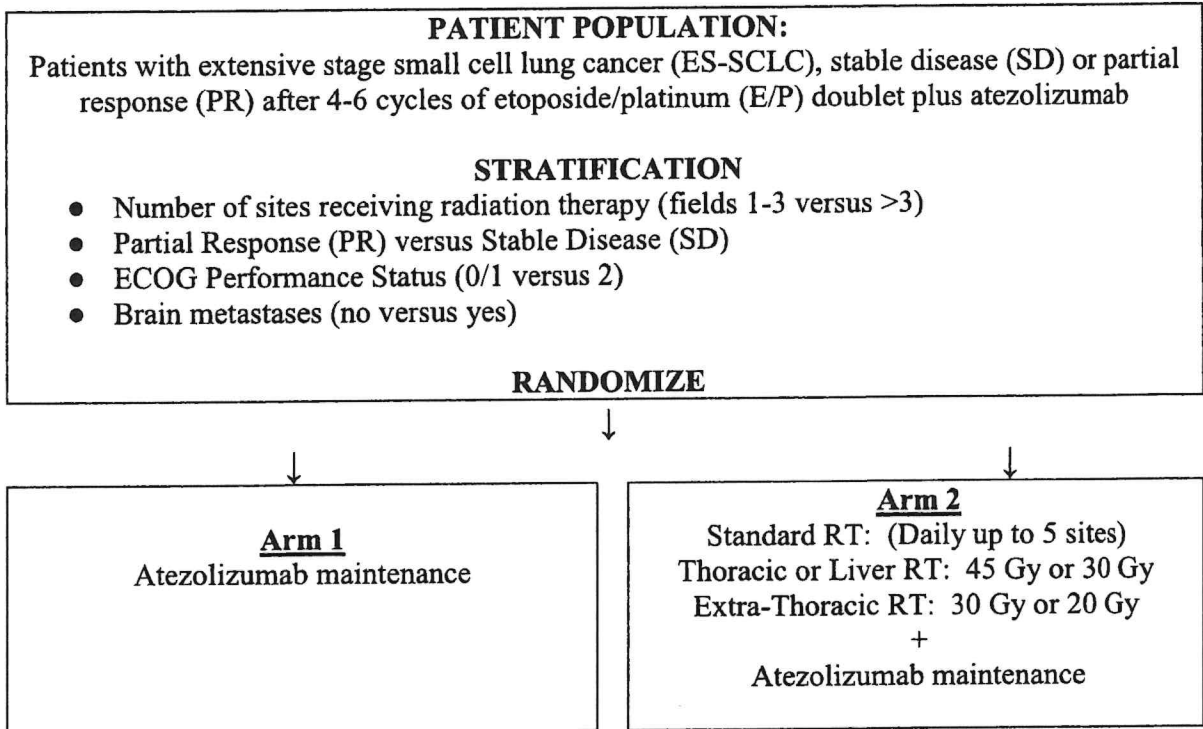 PATIENT POPULATION:
Patients with extensive stage small cell lung cancer (ES-SCLC), stable disease (SD) or partial
response (PR) after 4-6 cycles of etoposide/platinum (E/P) doublet plus atezolizumab
STRATIFICATION
● Number of sites receiving radiation therapy (fields 1-3 versus >3)
● Partial Response (PR) versus Stable Disease (SD)
● ECOG Performance Status (0/1 versus 2)
● Brain metastases (no versus yes)
RANDOMIZE
↓
↓ ↓
Arm 1
Atezolizumab maintenance
Arm 2
Standard RT: (Daily up to 5 sites)
Thoracic or Liver RT: 45 Gy or 30 Gy
Extra-Thoracic RT: 30 Gy or 20 Gy
+
Atezolizumab maintenance